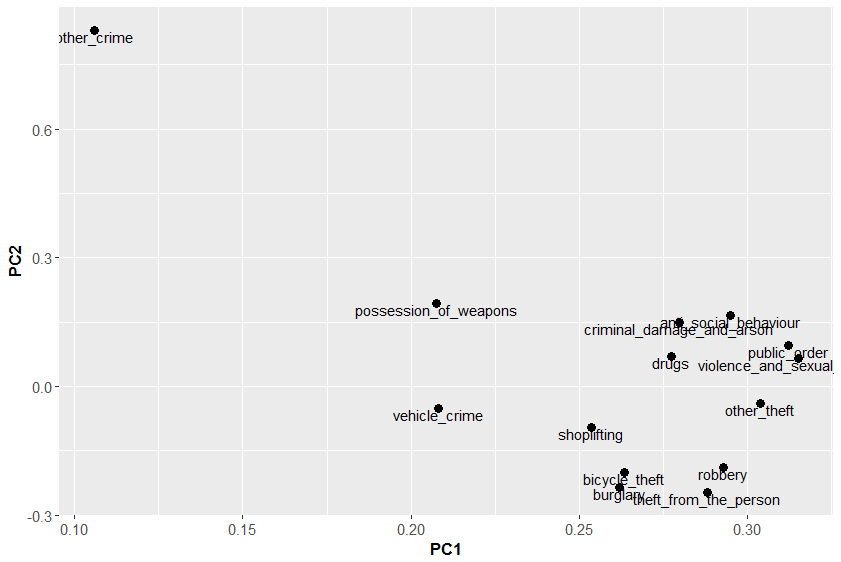 other_crime
0.6
0.3
possession_of_weapons
anti_social_behaviour
criminal_damage_and_arson
public_order
drugs
violence_and_sexual_
0.0
other_theft
vehicle_crime
shoplifting
robbery
bicycle_theft
burglary
theft_from_the_person
-0.3
0.10 0.15 0.20 0.25 0.30
PC1
PC2